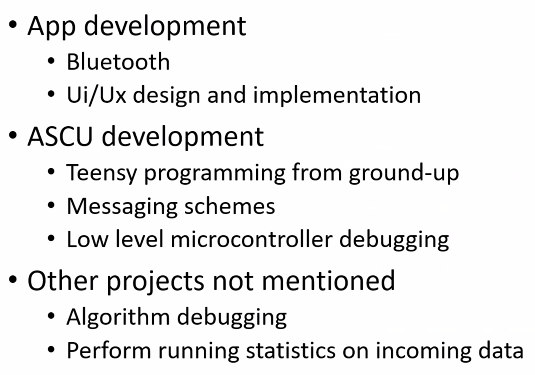 • App development
• Bluetooth
• Ui/Ux design and implementation
• ASCU development
• Teensy programming from ground-up
• Messaging schemes
• Low level microcontroller debugging
• Other projects not mentioned
• Algorithm debugging
• Perform running statistics on incoming data